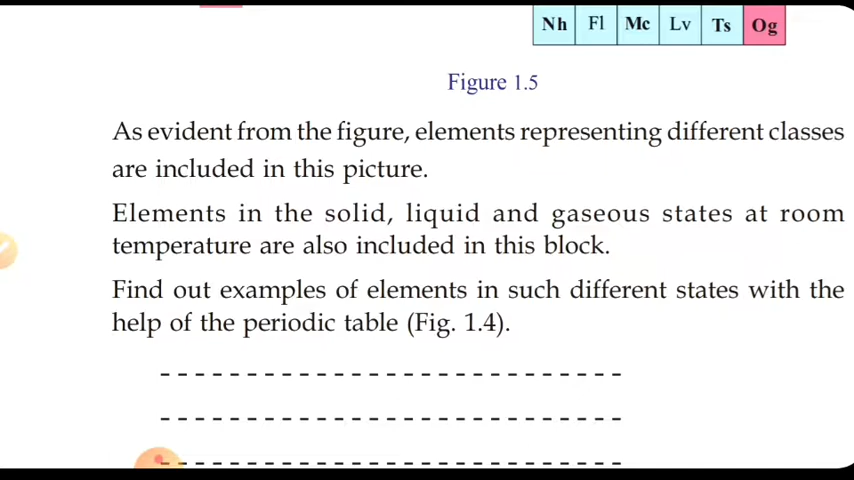 Nh Fl Mc Lv Ts Og
Figure 1.5
As evident from the figure, elements representing different classes
are included in this picture.
Elements in the solid, liquid and gaseous states at room
temperature are also included in this block.
Find out examples of elements in such different states with the
help of the periodic table (Fig. 1.4).